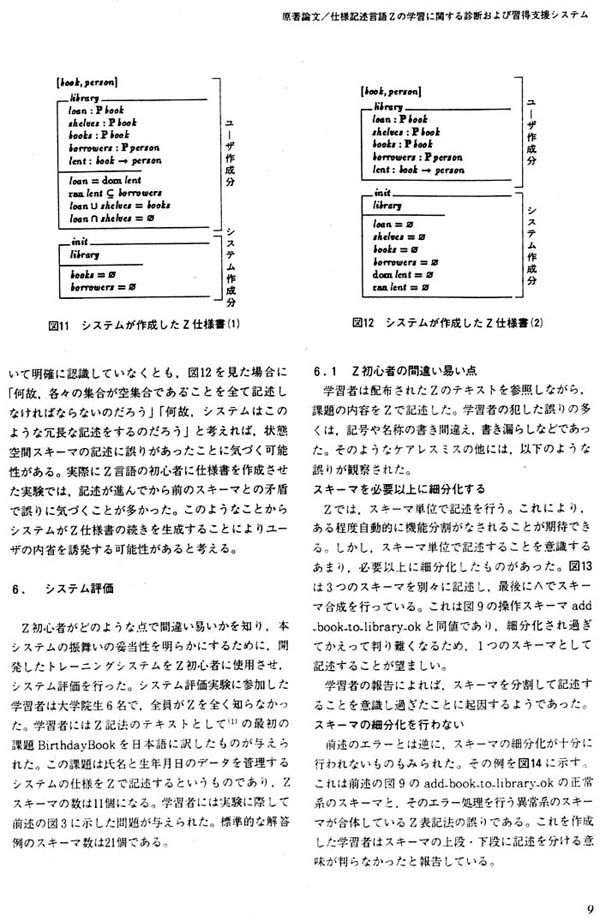 原著論文／仕様記述言語Zの学習に関する診断および習得支援システム
[book, person]
library
loan : ℙ book
shelves : ℙ book
books : ℙ book
borrowers : ℙ person
lent : book → person
loan = dom lent
ran lent ⊆ borrowers
loan ∪ shelves = books
loan ∩ shelves = ∅
ユーザ作成分
init
library
books = ∅
borrowers = ∅
システム作成分
図11 システムが作成したZ仕様書(1)
[book, person]
library
loan : ℙ book
shelves : ℙ book
books : ℙ book
borrowers : ℙ person
lent : book → person
ユーザ作成分
init
library
loan = ∅
shelves = ∅
books = ∅
borrowers = ∅
dom lent = ∅
ran lent = ∅
システム作成分
図12 システムが作成したZ仕様書(2)
いて明確に認識していなくとも，図12を見た場合に
「何故，各々の集合が空集合であることを全て記述し
なければならないのだろう」「何故，システムはこの
ような冗長な記述をするのだろう」と考えれば，状態
空間スキーマの記述に誤りがあったことに気づく可能
性がある。実際にZ言語の初心者に仕様書を作成させ
た実験では，記述が進んでから前のスキーマとの矛盾
で誤りに気づくことが多かった。このようなことから
システムがZ仕様書の続きを生成することによりユー
ザの内省を誘発する可能性があると考える。
6． システム評価
Z初心者がどのような点で間違い易いかを知り，本
システムの振舞いの妥当性を明らかにするために，開
発したトレーニングシステムをZ初心者に使用させ，
システム評価を行った。システム評価実験に参加した
学習者は大学院生6名で，全員がZを全く知らなかっ
た。学習者にはZ記法のテキストとして⁽¹⁾の最初の
課題BirthdayBookを日本語に訳したものが与えら
れた。この課題は氏名と生年月日のデータを管理する
システムの仕様をZで記述するというものであり，Z
スキーマの数は11個になる。学習者には実験に際して
前述の図3に示した問題が与えられた。標準的な解答
例のスキーマ数は21個である。
6．1 Z初心者の間違い易い点
学習者は配布されたZのテキストを参照しながら，
課題の内容をZで記述した。学習者の犯した誤りの多
くは，記号や名称の書き間違え，書き漏らしなどであっ
た。そのようなケアレスミスの他には，以下のような
誤りが観察された。
スキーマを必要以上に細分化する
Zでは，スキーマ単位で記述を行う。これにより，
ある程度自動的に機能分割がなされることが期待でき
る。しかし，スキーマ単位で記述することを意識する
あまり，必要以上に細分化したものがあった。図13
は3つのスキーマを別々に記述し，最後に∧でスキー
マ合成を行っている。これは図9の操作スキーマadd
_book_to_library_okと同値であり，細分化され過ぎ
てかえって判り難くなるため，1つのスキーマとして
記述することが望ましい。
学習者の報告によれば，スキーマを分割して記述す
ることを意識し過ぎたことに起因するようであった。
スキーマの細分化を行わない
前述のエラーとは逆に，スキーマの細分化が十分に
行われないものもみられた。その例を図14に示す。
これは前述の図9のadd_book_to_library_okの正常
系のスキーマと，そのエラー処理を行う異常系のスキー
マが合体しているZ表記法の誤りである。これを作成
した学習者はスキーマの上段・下段に記述を分ける意
味が判らなかったと報告している。
9